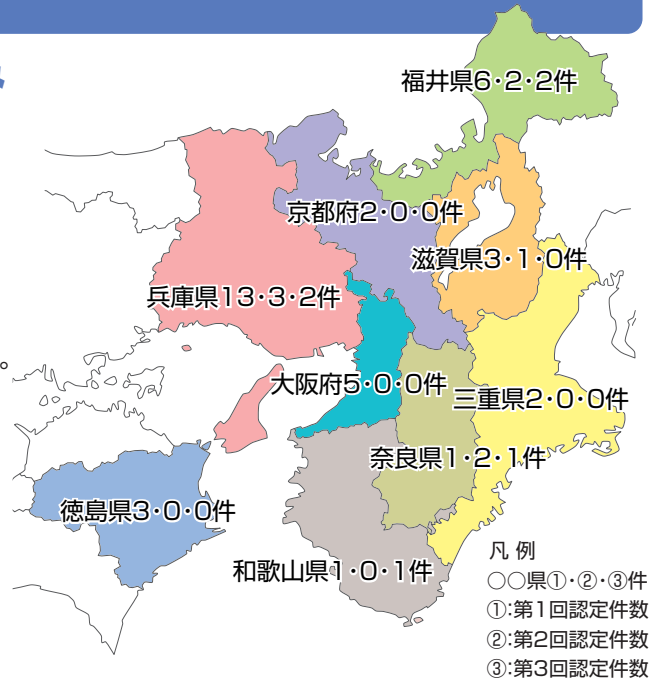 福井県6・2・2件
京都府2・0・0件
滋賀県3・1・0件
兵庫県13・3・2件
大阪府5・0・0件
三重県2・0・0件
奈良県1・2・1件
徳島県3・0・0件
和歌山県1・0・1件
。
凡 例
○○県①・②・③件
①:第1回認定件数
②:第2回認定件数
③:第3回認定件数